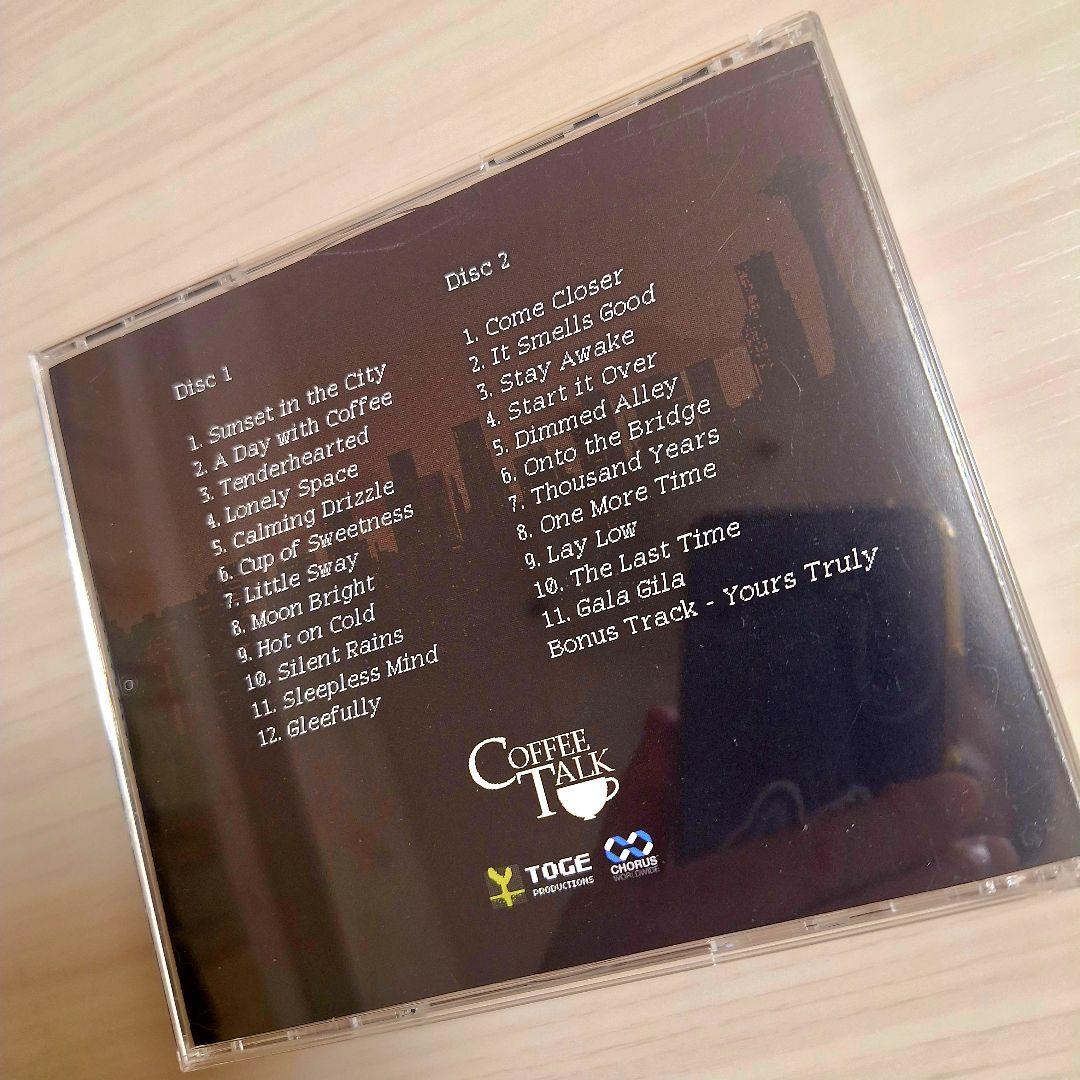 Disc 1
1. Sunset in the City
2. A Day with Coffee
3. Tenderhearted
4. Lonely Space
5. Calming Drizzle
6. Cup of Sweetness
7. Little Sway
8. Moon Bright
9. Hot on Cold
10. Silent Rains
11. Sleepless Mind
12. Gleefully
Disc 2
1. Come Closer
2. It Smells Good
3. Stay Awake
4. Start it Over
5. Dimmed Alley
6. Onto the Bridge
7. Thousand Years
8. One More Time
9. Lay Low
10. The Last Time
11. Gala Gila
Bonus Track - Yours Truly
COFFEE
TALK
TOGE
PRODUCTIONS
CHORUS
WORLDWIDE